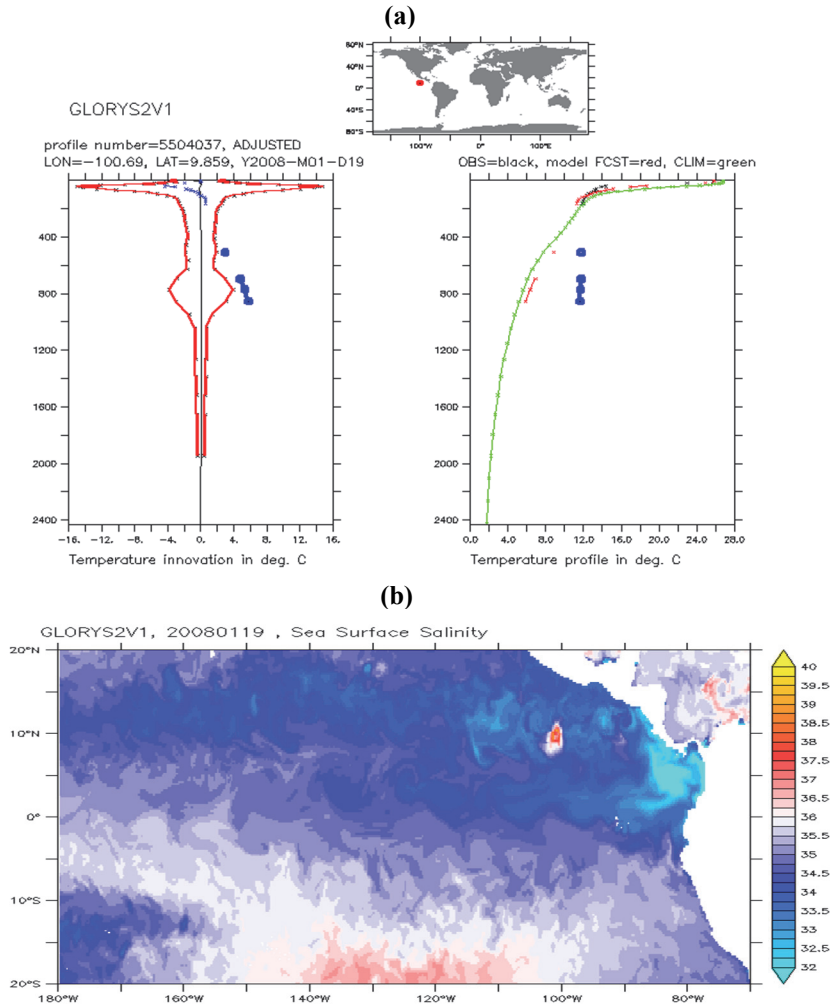 (a)
80°N
40°N
0°
40°S
80°S
100°W 0° 100°E
GLORYS2V1
profile number=5504037, ADJUSTED
LON=-100.69, LAT=9.859, Y2008-M01-D19
OBS=black, model FCST=red, CLIM=green
400
800
1200
1600
2000
2400
-16. -12. -8. -4. 0. 4. 8. 12. 16.
Temperature innovation in deg. C
400
800
1200
1600
2000
2400
0.0 4.0 8.0 12.0 16.0 20.0 24.0 28.0
Temperature profile in deg. C
(b)
GLORYS2V1, 20080119 , Sea Surface Salinity
20°N
10°N
0°
10°S
20°S
180°W 160°W 140°W 120°W 100°W 80°W
40
39.5
39
38.5
38
37.5
37
36.5
36
35.5
35
34.5
34
33.5
33
32.5
32